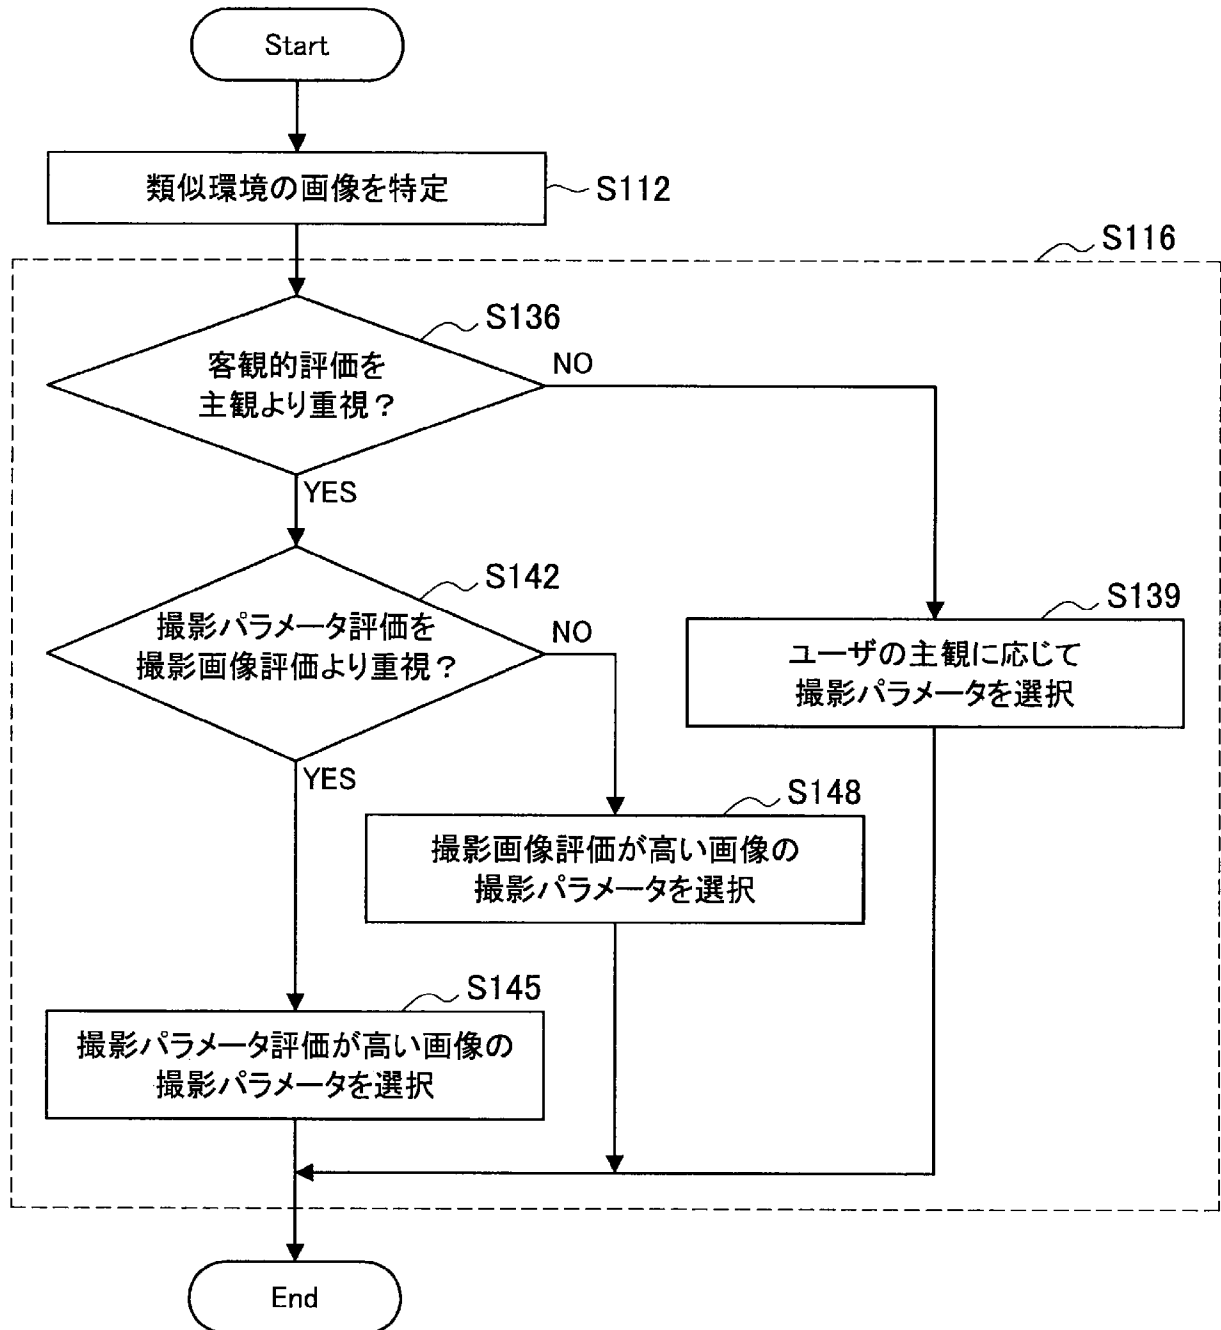 Start
類似環境の画像を特定
S112
S116
S136
客観的評価を
主観より重視？
NO
YES
S142
撮影パラメータ評価を
撮影画像評価より重視？
NO
YES
S139
ユーザの主観に応じて
撮影パラメータを選択
S148
撮影画像評価が高い画像の
撮影パラメータを選択
S145
撮影パラメータ評価が高い画像の
撮影パラメータを選択
End